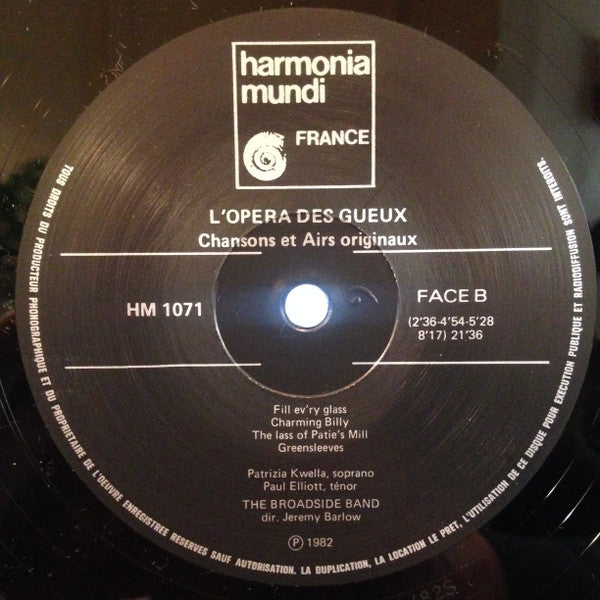 harmonia
mundi
FRANCE
L'OPERA DES GUEUX
Chansons et Airs originaux
HM 1071
FACE B
(2'36-4'54-5'28
8'17) 21'36
Fill ev'ry glass
Charming Billy
The lass of Patie's Mill
Greensleeves
Patrizia Kwella, soprano
Paul Elliott, ténor
THE BROADSIDE BAND
dir. Jeremy Barlow
Ⓟ 1982
TOUS DROITS DU PRODUCTEUR PHONOGRAPHIQUE ET DU PROPRIETAIRE DE L'OEUVRE ENREGISTREE RESERVES SAUF AUTORISATION. LA DUPLICATION, LA LOCATION LE PRET, L'UTILISATION DE CE DISQUE POUR EXECUTION PUBLIQUE ET RADIODIFFUSION SONT INTERDITS.